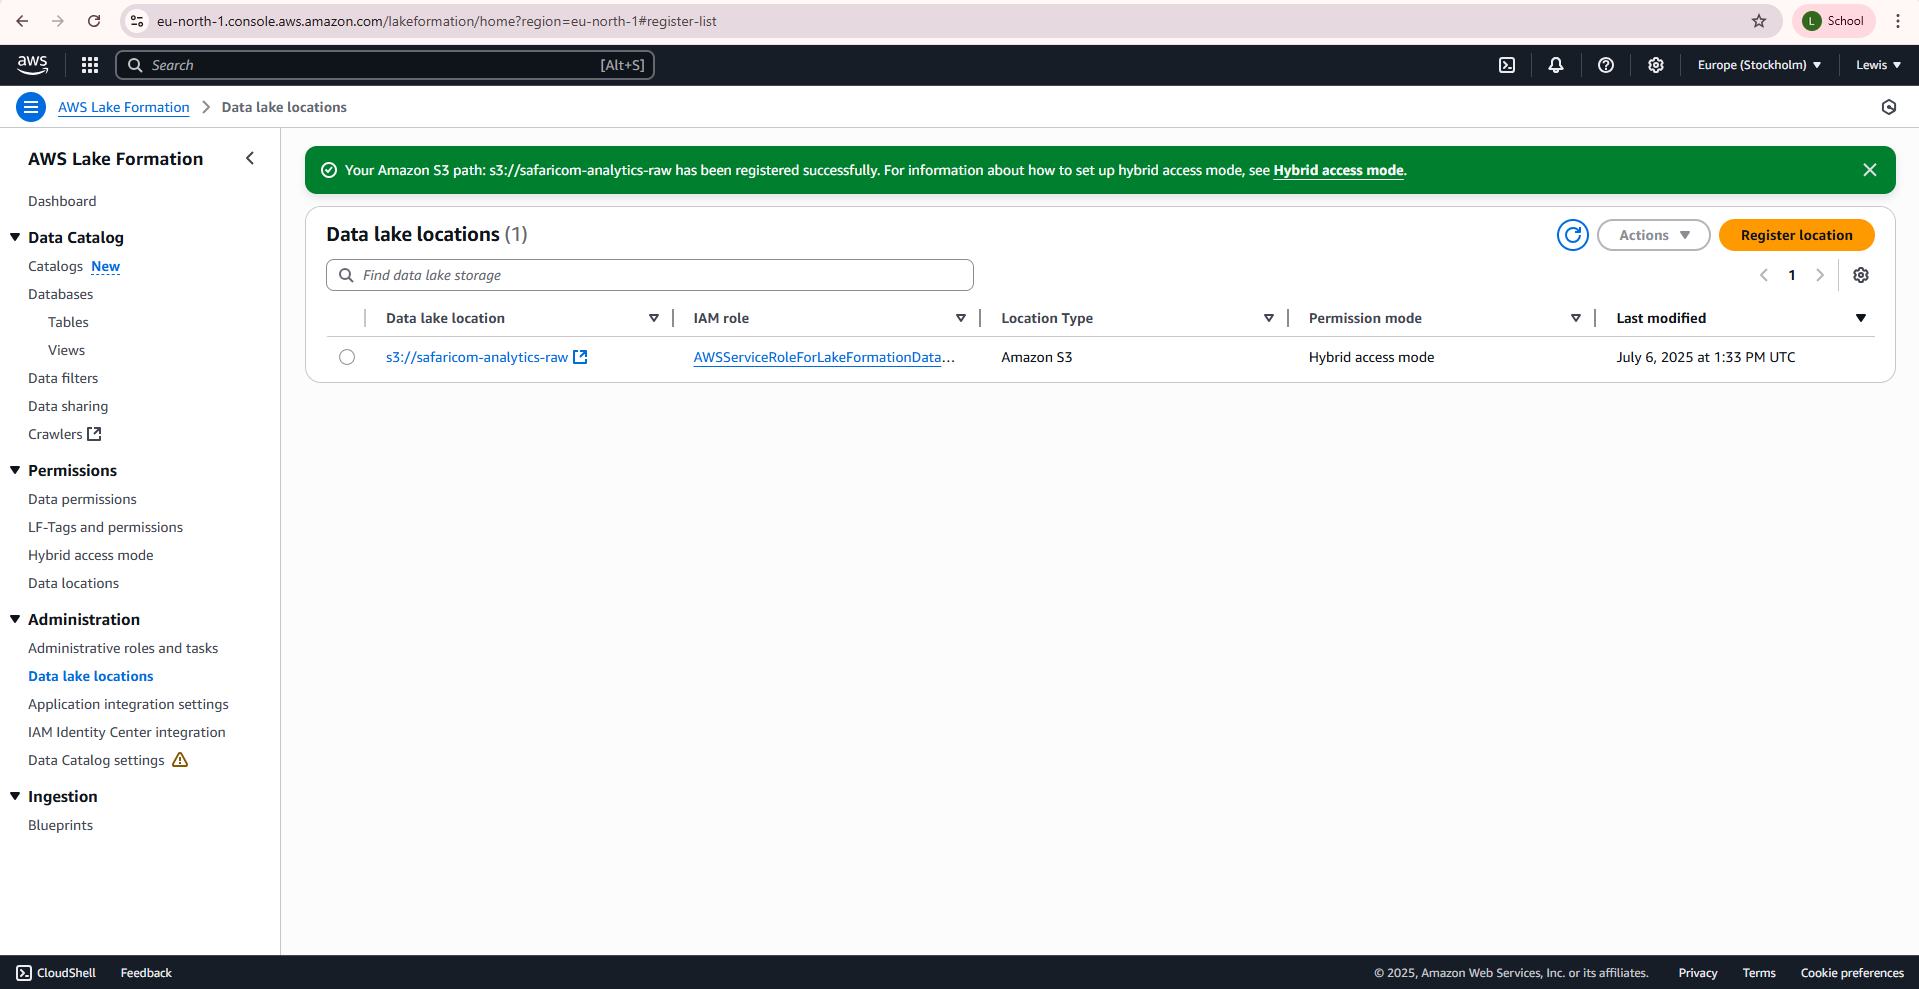 eu-north-1.console.aws.amazon.com/lakeformation/home?region=eu-north-1#register-list
L School
aws Search [Alt+S] Europe (Stockholm) Lewis
AWS Lake Formation Data lake locations
AWS Lake Formation
Dashboard
Data Catalog
Catalogs New
Databases
Tables
Views
Data filters
Data sharing
Crawlers
Permissions
Data permissions
LF-Tags and permissions
Hybrid access mode
Data locations
Administration
Administrative roles and tasks
Data lake locations
Application integration settings
IAM Identity Center integration
Data Catalog settings
Ingestion
Blueprints
Your Amazon S3 path: s3://safaricom-analytics-raw has been registered successfully. For information about how to set up hybrid access mode, see Hybrid access mode.
Data lake locations (1)
Actions
Register location
Find data lake storage
1
Data lake location IAM role Location Type Permission mode Last modified
s3://safaricom-analytics-raw AWSServiceRoleForLakeFormationData... Amazon S3 Hybrid access mode July 6, 2025 at 1:33 PM UTC
CloudShell Feedback © 2025, Amazon Web Services, Inc. or its affiliates. Privacy Terms Cookie preferences